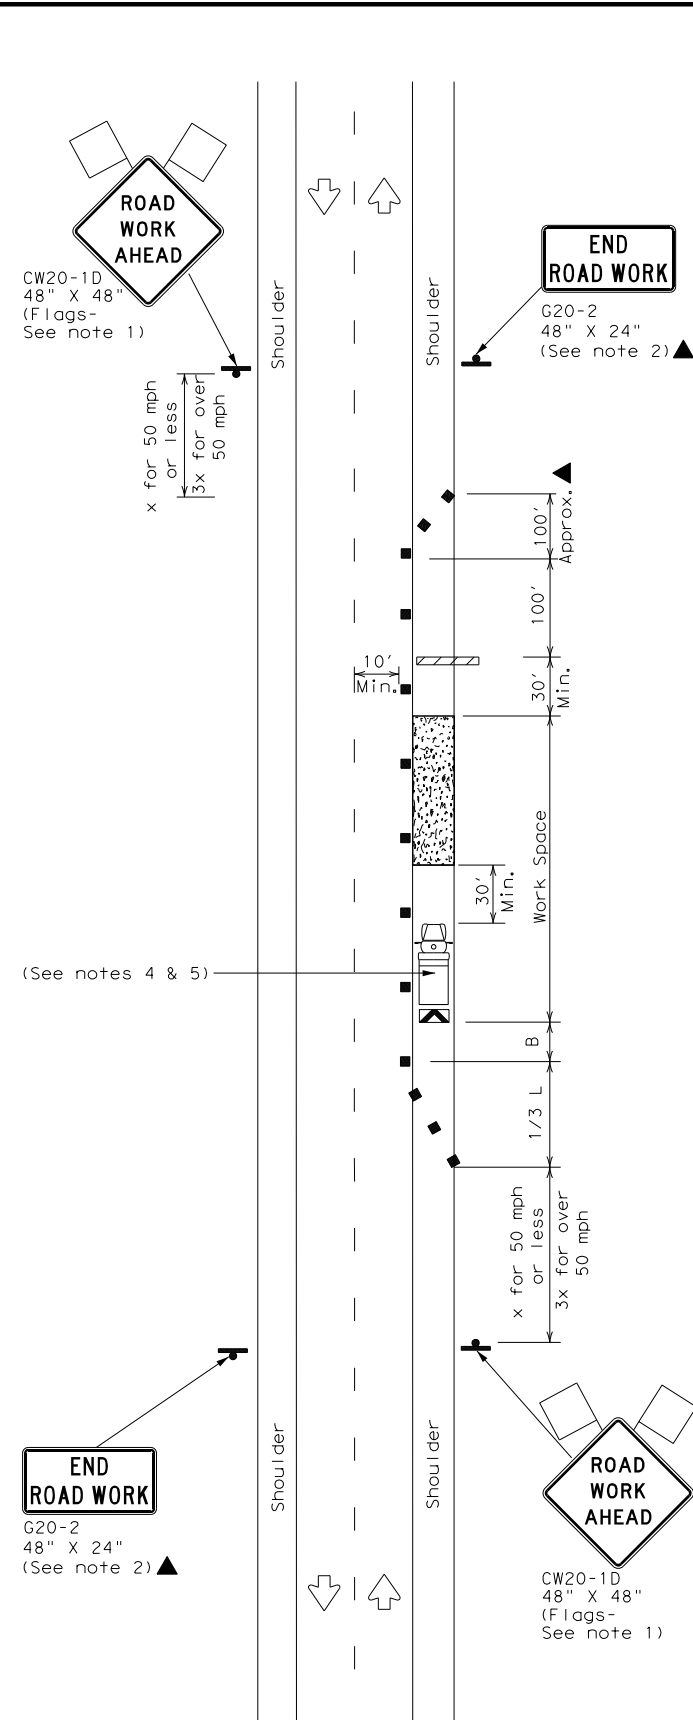 ROAD
WORK
AHEAD
CW20-1D
48" X 48"
(Flags-
See note 1)
END
ROAD WORK
G20-2
48" X 24"
(See note 2)
Shoulder
Shoulder
x for 50 mph
or less
3x for over
50 mph
100'
Approx.
100'
10'
Min.
30'
Min.
Work Space
30'
Min.
(See notes 4 & 5)
B
1/3 L
x for 50 mph
or less
3x for over
50 mph
END
ROAD WORK
G20-2
48" X 24"
(See note 2)
Shoulder
Shoulder
ROAD
WORK
AHEAD
CW20-1D
48" X 48"
(Flags-
See note 1)